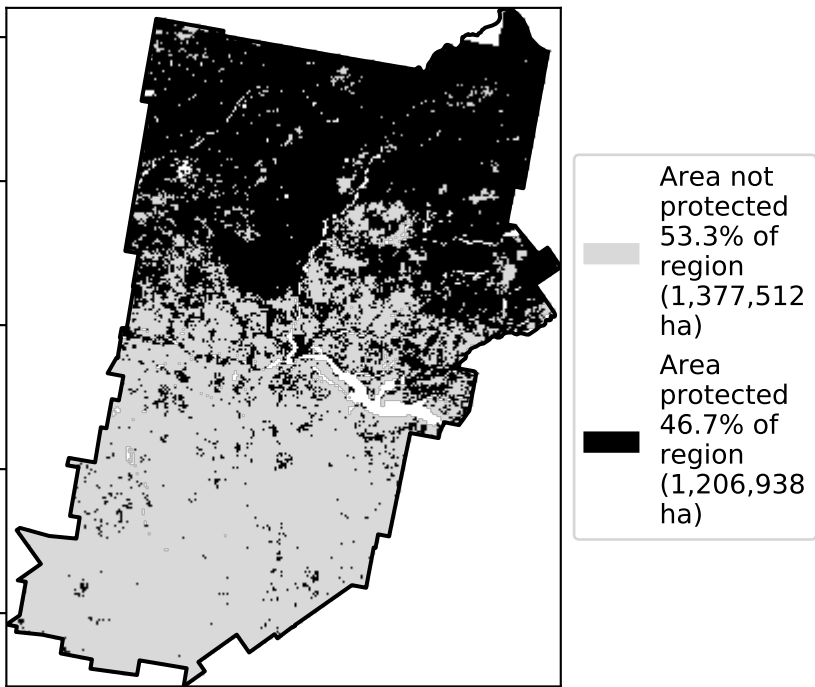 Area not
protected
53.3% of
region
(1,377,512
ha)
Area
protected
46.7% of
region
(1,206,938
ha)